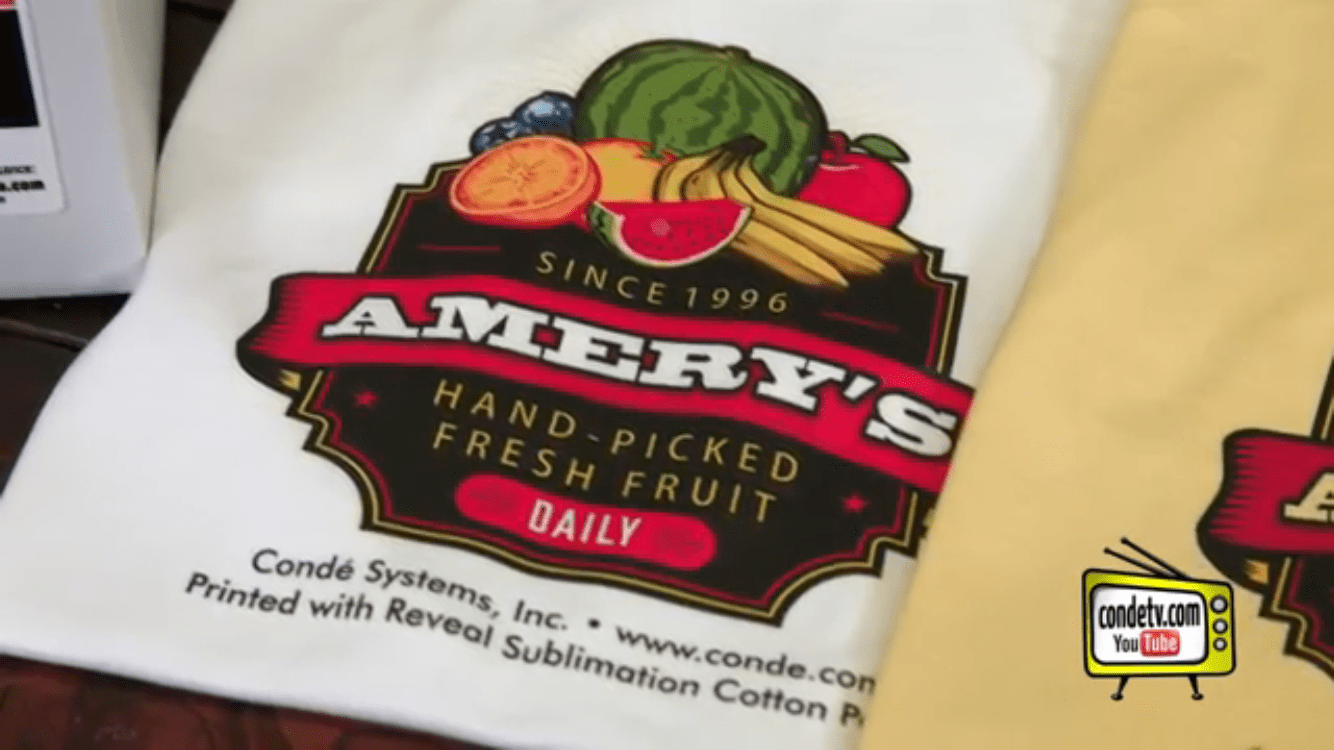 SINCE 1996
AMERY'S
HAND-PICKED
FRESH FRUIT
DAILY
Condé Systems, Inc. • www.conde.com
Printed with Reveal Sublimation Cotton
condetv.com
YouTube
.com
A